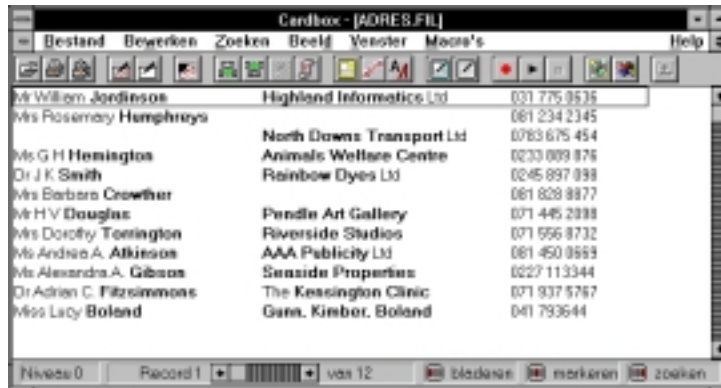 Cardbox - [ADRES.FIL]
Bestand Bewerken Zoeken Beeld Venster Macro's Help
Mr William Jordinson Highland Informatics Ltd 031 775 0636
Mrs Rosemary Humphreys 081 234 2345
North Downs Transport Ltd 0783 675 454
Ms G H Hemington Animals Welfare Centre 0233 889 876
Dr J K Smith Rainbow Dyes Ltd 0245 897 098
Mrs Barbara Crowther 081 828 8877
Mr H V Douglas Pendle Art Gallery 071 445 2098
Mrs Dorothy Torrington Riverside Studios 071 556 8732
Ms Andrea A. Atkinson AAA Publicity Ltd 081 450 0669
Ms Alexandra A. Gibson Seaside Properties 0227 113344
Dr Adrian C. Fitzsimmons The Kensington Clinic 071 937 5767
Miss Lucy Boland Gunn, Kimber, Boland 041 793644
Niveau 0 Record 1 van 12 bladeren markeren zoeken